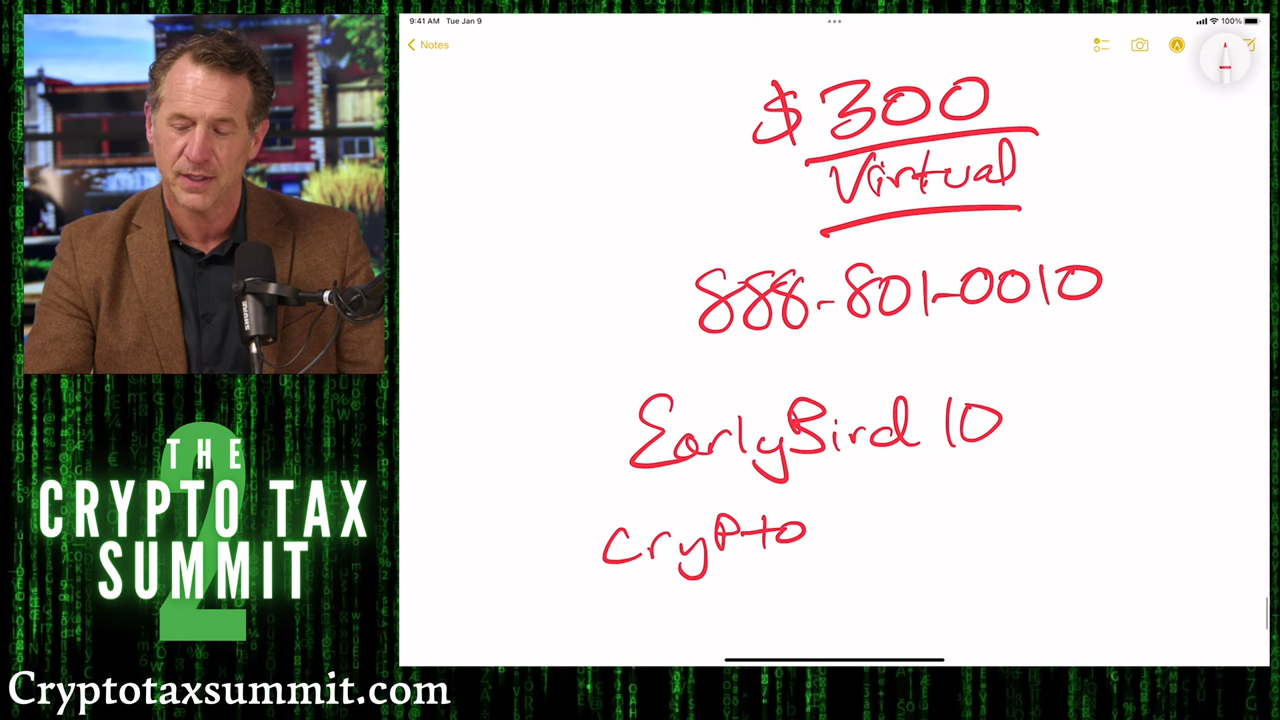 9:41 AM Tue Jan 9
100%
Notes
$300
Virtual
888-801-0010
EarlyBird 10
crypto
SHURE
THE
2
CRYPTO TAX
SUMMIT
Cryptotaxsummit.com